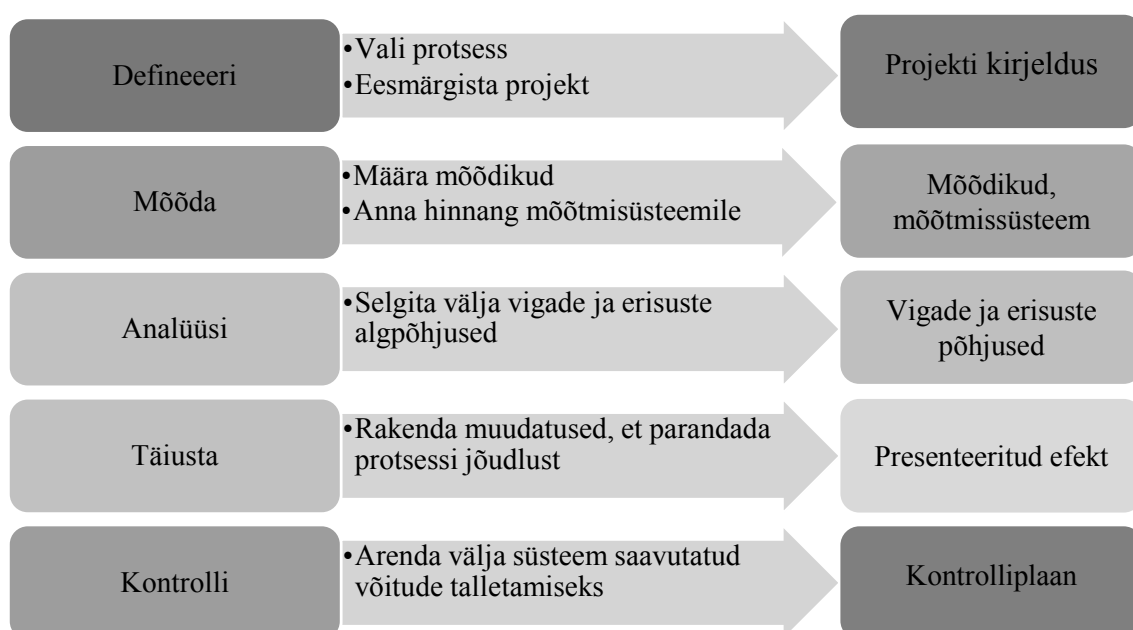 Defineeeri
•Vali protsess
•Eesmärgista projekt
Projekti kirjeldus
Mõõda
•Määra mõõdikud
•Anna hinnang mõõtmisüsteemile
Mõõdikud,
mõõtmissüsteem
Analüüsi
•Selgita välja vigade ja erisuste
algpõhjused
Vigade ja erisuste
põhjused
Täiusta
•Rakenda muudatused, et parandada
protsessi jõudlust
Presenteeritud efekt
Kontrolli
•Arenda välja süsteem saavutatud
võitude talletamiseks
Kontrolliplaan